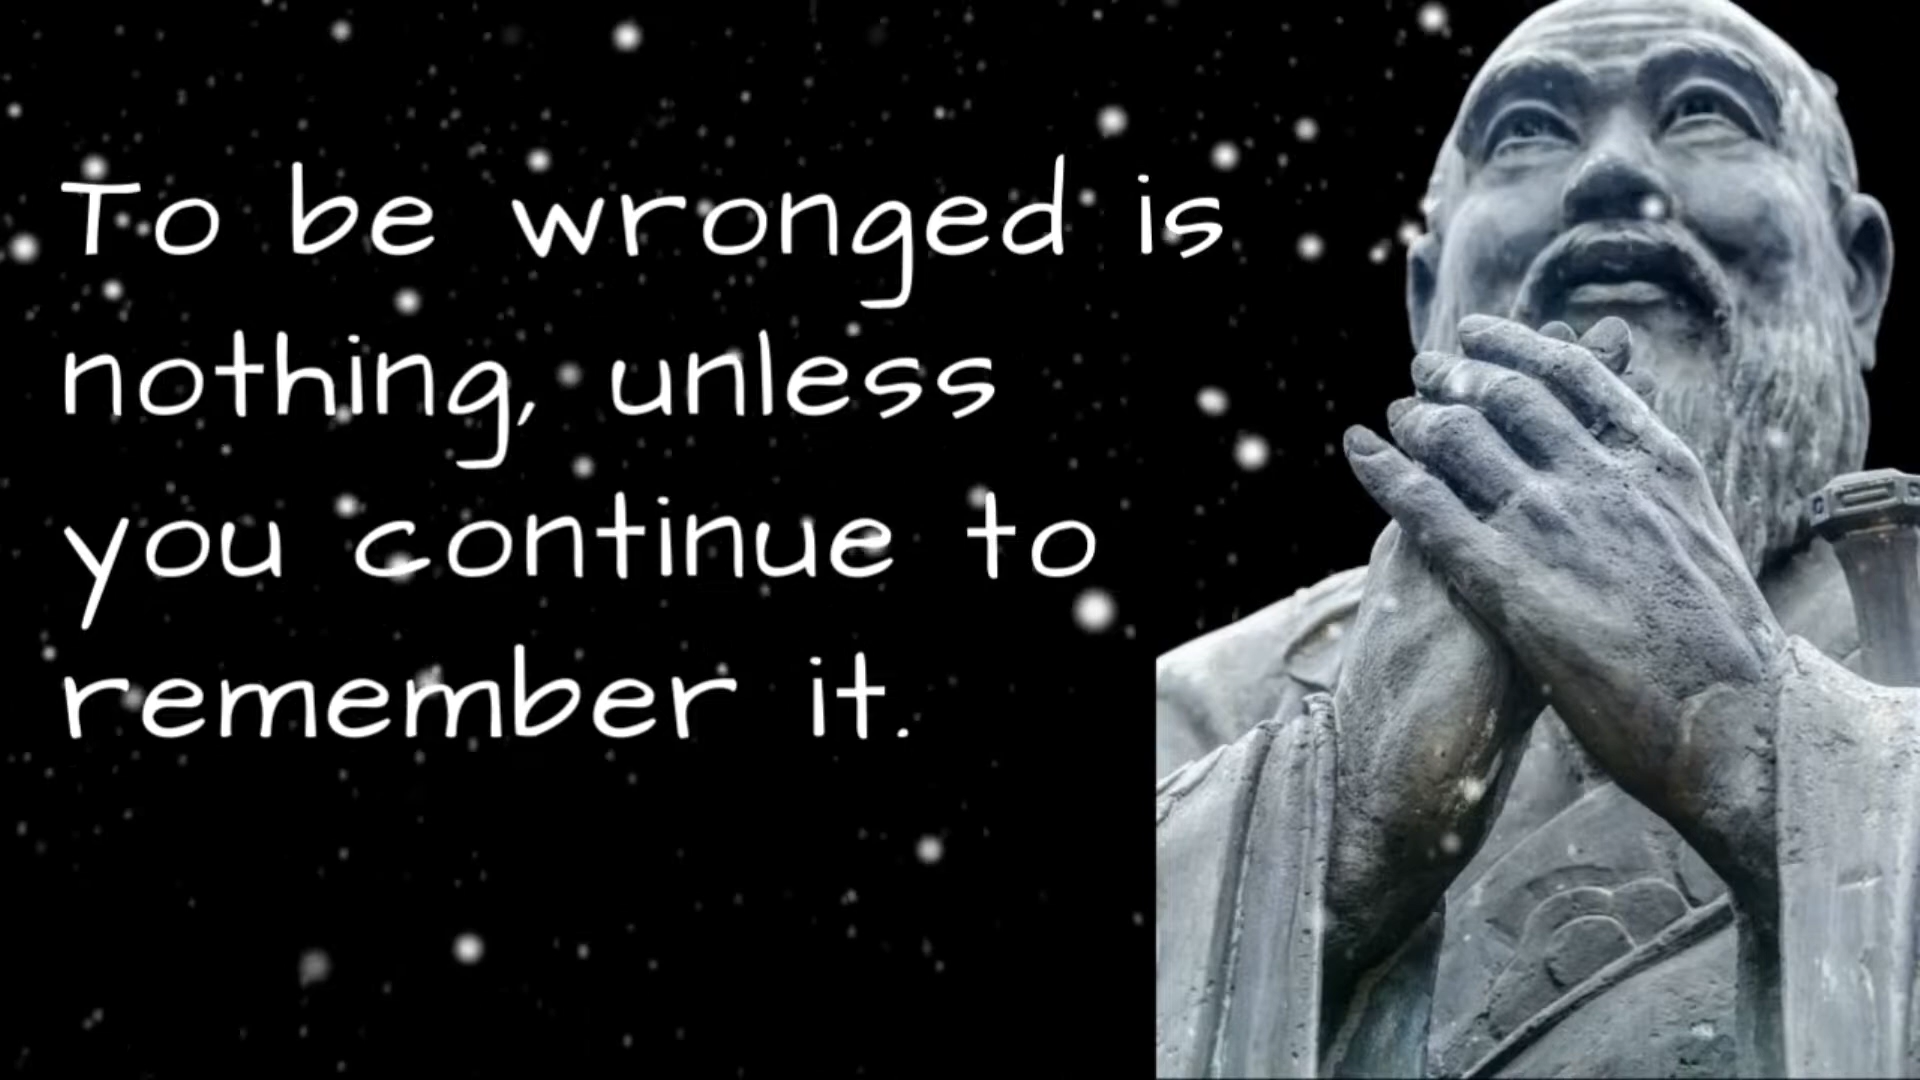 To be wronged is
nothing, unless
you continue to
remember it.